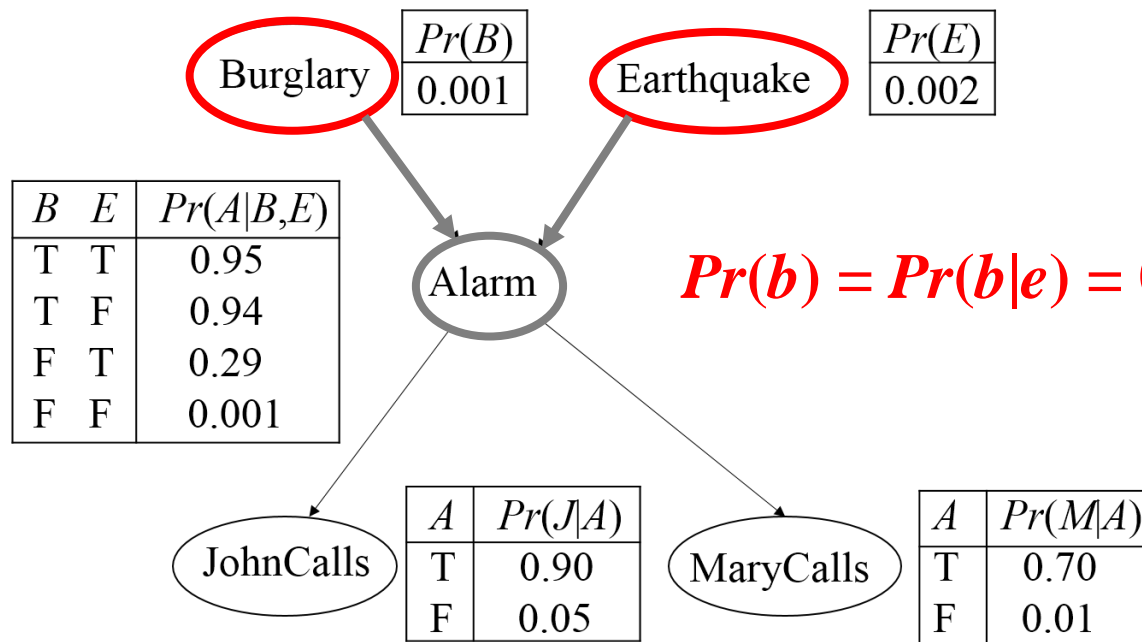 Burglary
Pr(B)
0.001
Earthquake
Pr(E)
0.002
B E Pr(A|B,E)
T T 0.95
T F 0.94
F T 0.29
F F 0.001
Alarm
Pr(b) = Pr(b|e) =
JohnCalls
A Pr(J|A)
T 0.90
F 0.05
MaryCalls
A Pr(M|A)
T 0.70
F 0.01